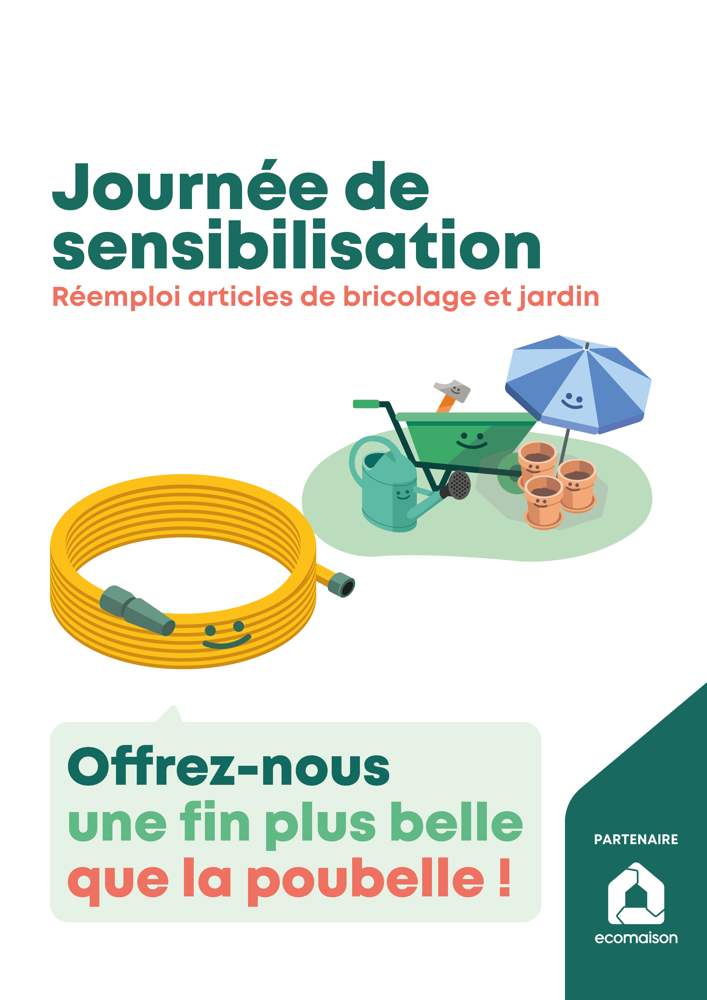 Journée de
sensibilisation
Réemploi articles de bricolage et jardin
Offrez-nous
une fin plus belle
que la poubelle !
PARTENAIRE
ecomaison